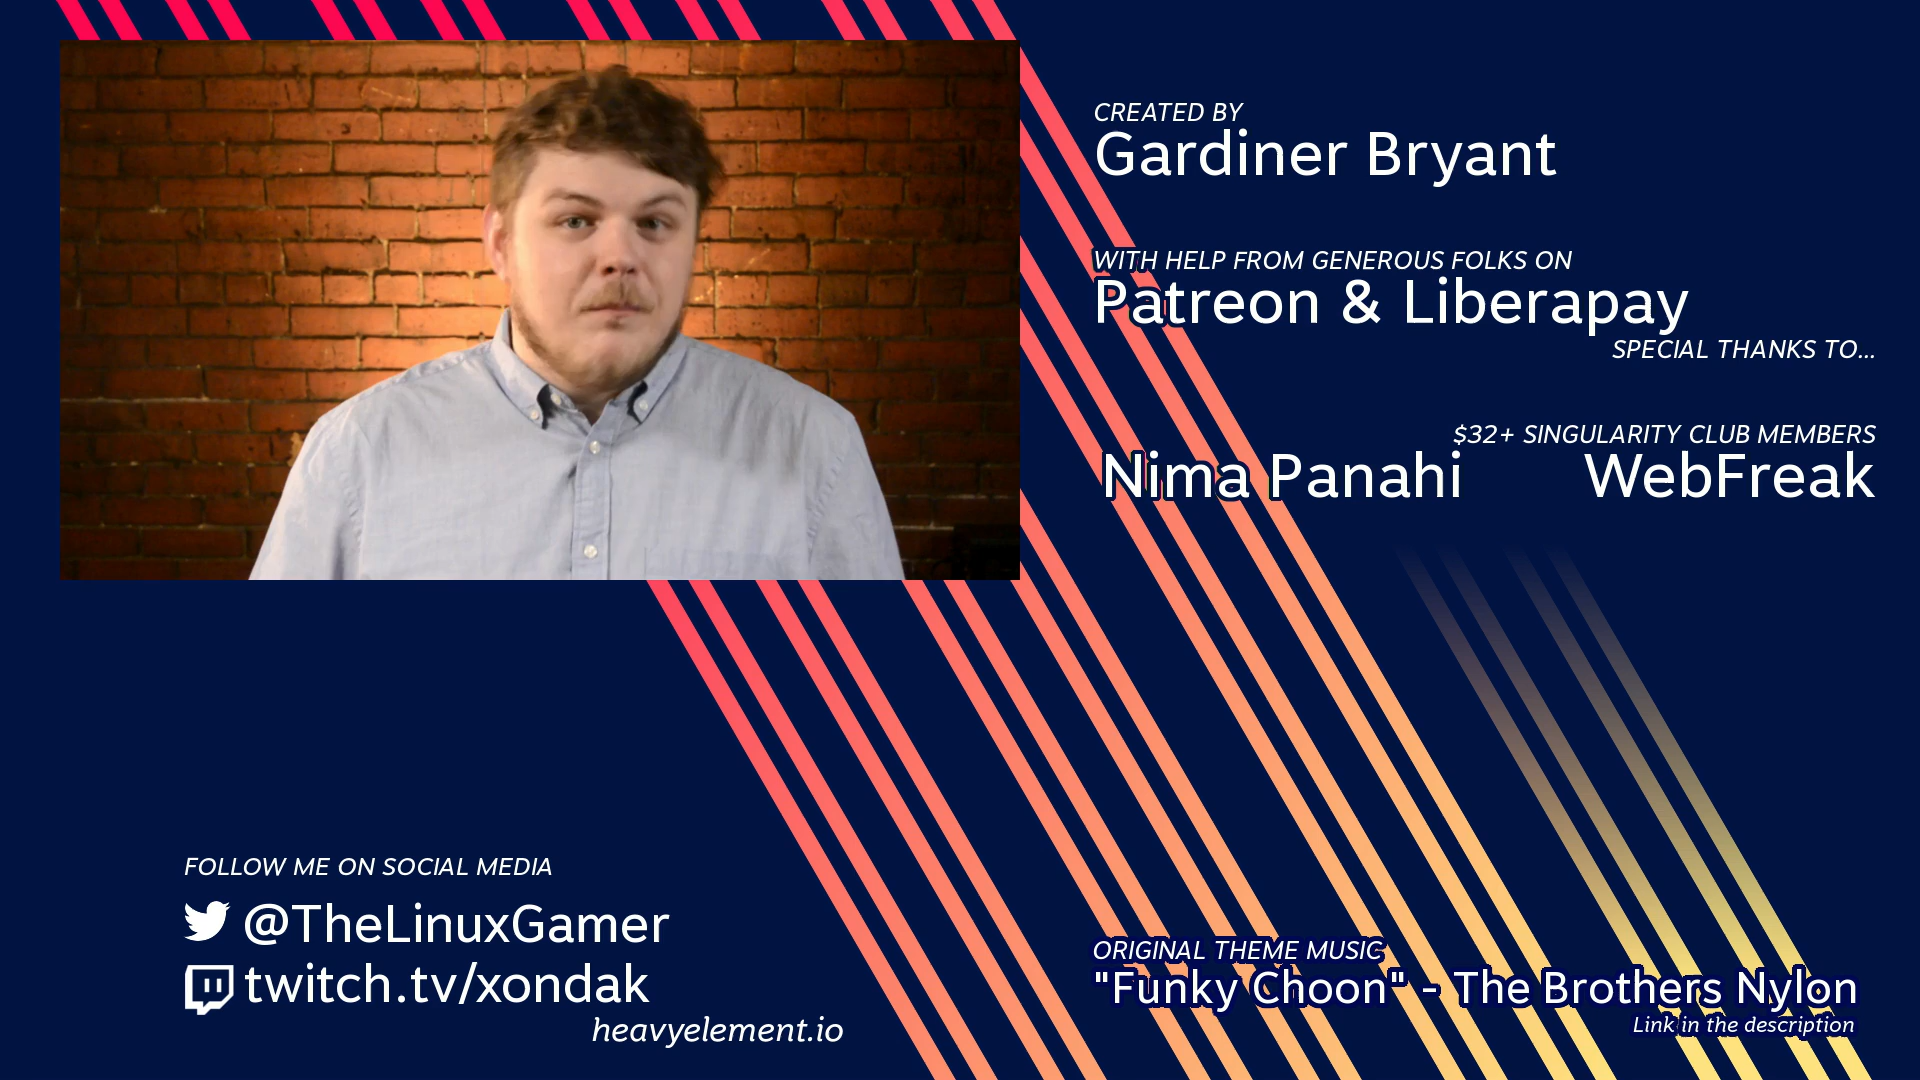 CREATED BY
Gardiner Bryant
WITH HELP FROM GENEROUS FOLKS ON
Patreon & Liberapay
SPECIAL THANKS TO...
$32+ SINGULARITY CLUB MEMBERS
Nima Panahi WebFreak
FOLLOW ME ON SOCIAL MEDIA
@TheLinuxGamer
twitch.tv/xondak
heavyelement.io
ORIGINAL THEME MUSIC
"Funky Choon" - The Brothers Nylon
Link in the description